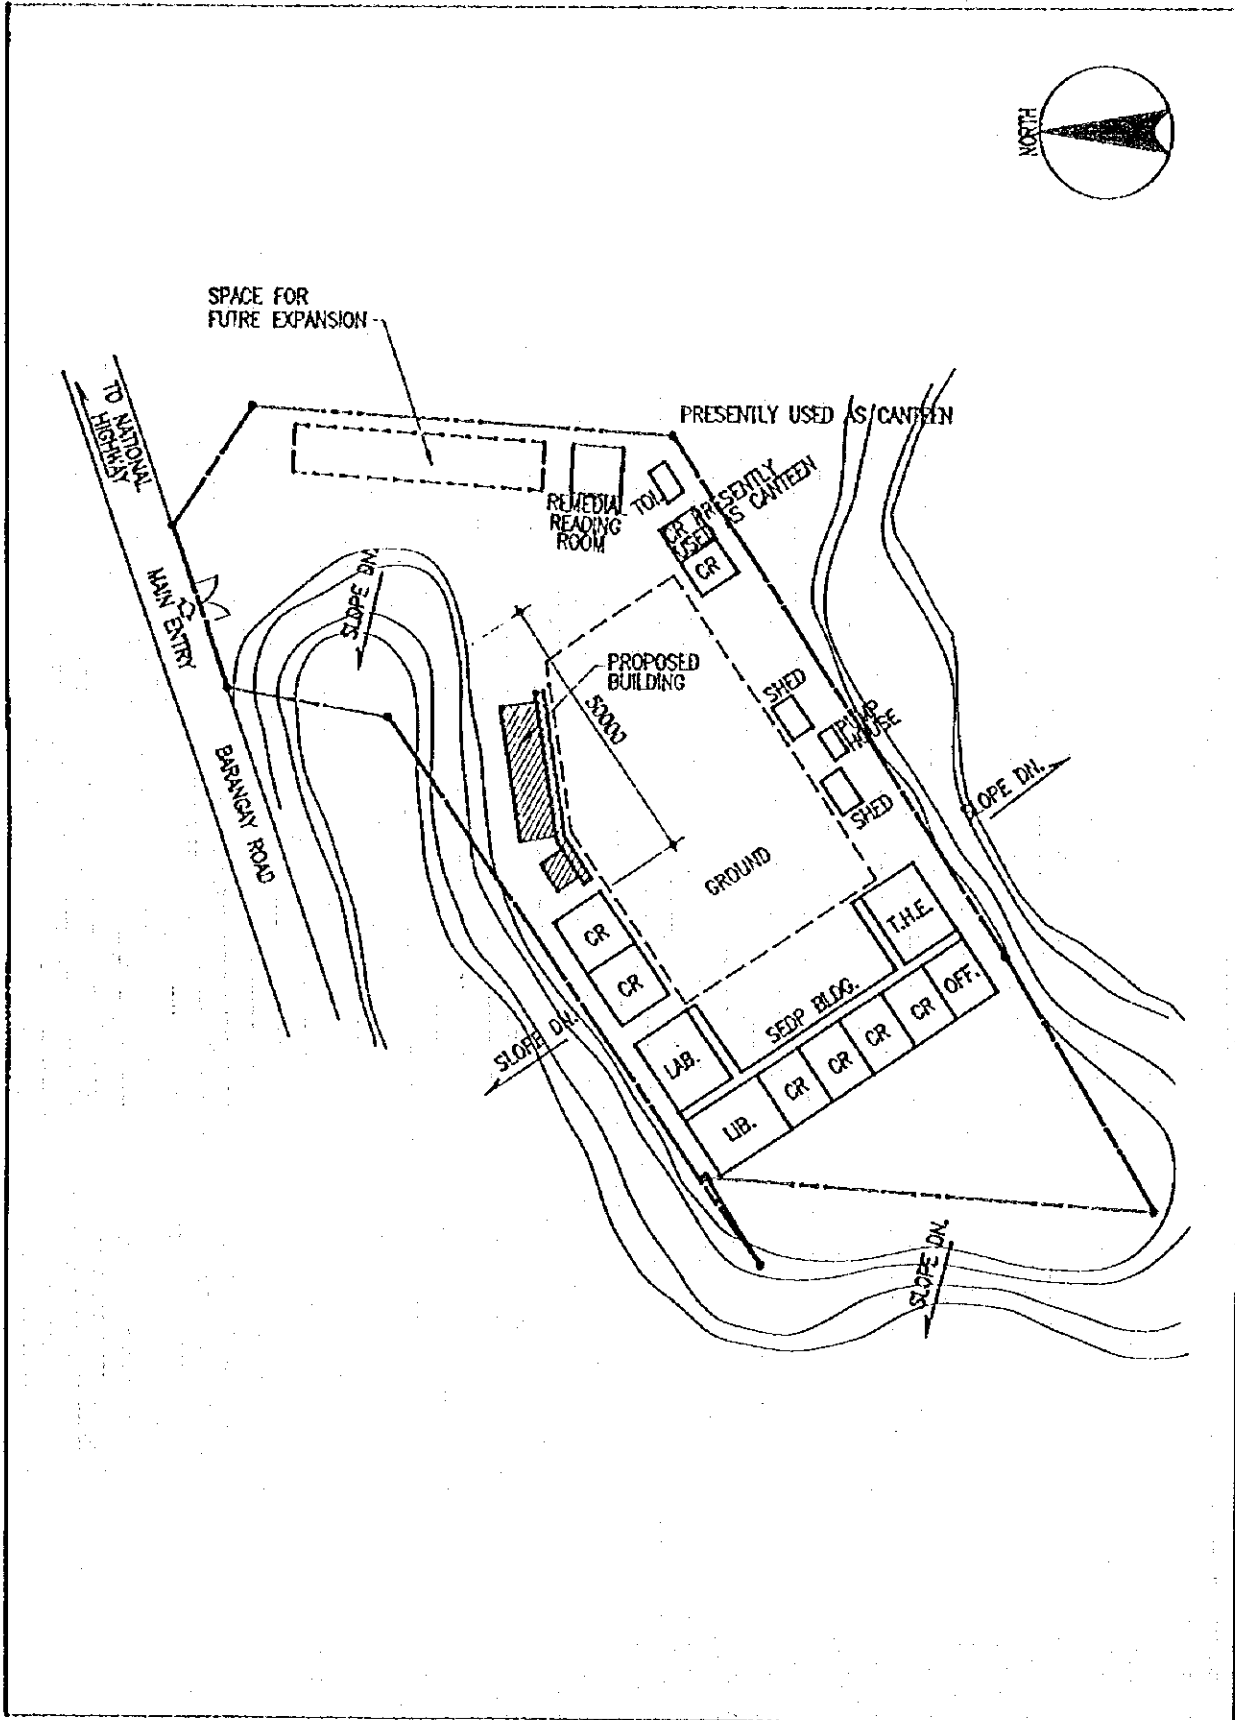 NORTH
SPACE FOR
FUTRE EXPANSION
TO NATIONAL
HIGHWAY
PRESENTLY USED AS CANTEEN
REMEDIAL
READING
ROOM
TOI.
CR PRESENTLY
USED AS CANTEEN
CR
SLOPE DN.
MAIN ENTRY
PROPOSED
BUILDING
50000
SHED
PUMP
HOUSE
SHED
SLOPE DN.
BARANGAY ROAD
GROUND
CR
CR
T.H.E.
OFF.
SEDP BLDG.
CR
CR
CR
CR
LAB.
LIB.
SLOPE DN.
SLOPE DN.